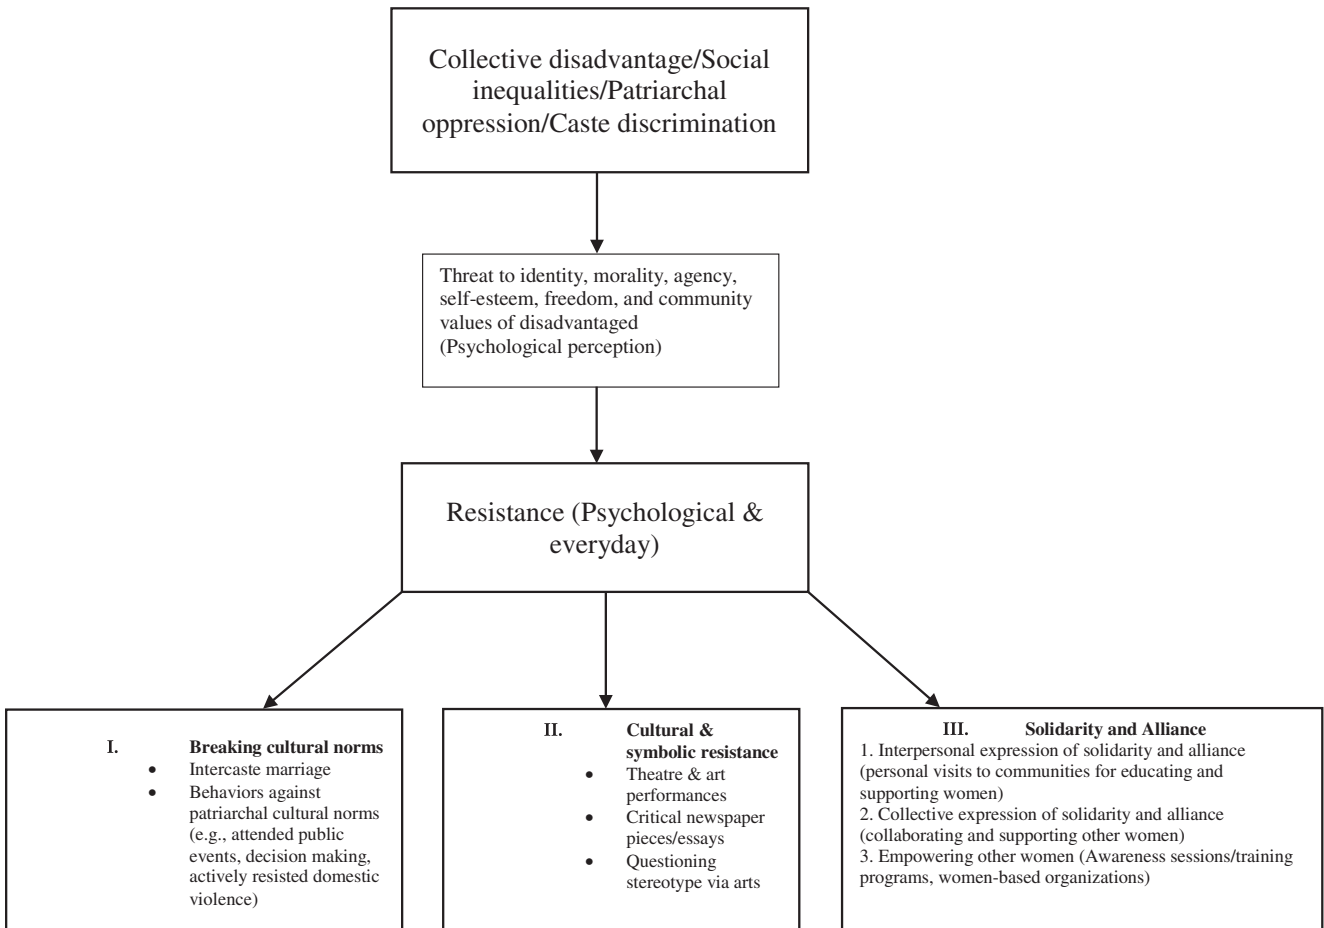 Collective disadvantage/Social
inequalities/Patriarchal
oppression/Caste discrimination
Threat to identity, morality, agency,
self-esteem, freedom, and community
values of disadvantaged
(Psychological perception)
Resistance (Psychological &
everyday)
I. Breaking cultural norms
• Intercaste marriage
• Behaviors against
patriarchal cultural norms
(e.g., attended public
events, decision making,
actively resisted domestic
violence)
II. Cultural &
symbolic resistance
• Theatre & art
performances
• Critical newspaper
pieces/essays
• Questioning
stereotype via arts
III. Solidarity and Alliance
1. Interpersonal expression of solidarity and alliance
(personal visits to communities for educating and
supporting women)
2. Collective expression of solidarity and alliance
(collaborating and supporting other women)
3. Empowering other women (Awareness sessions/training
programs, women-based organizations)